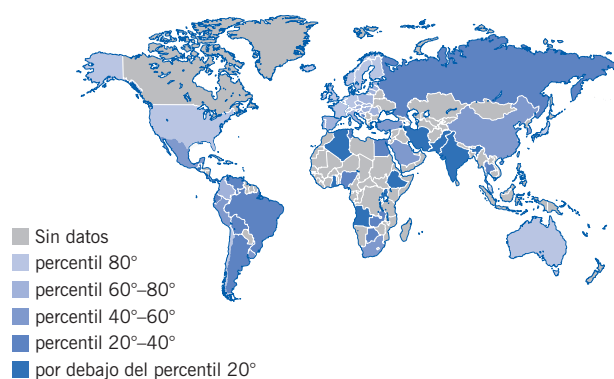 Sin datos
percentil 80°
percentil 60°–80°
percentil 40°–60°
percentil 20°–40°
por debajo del percentil 20°